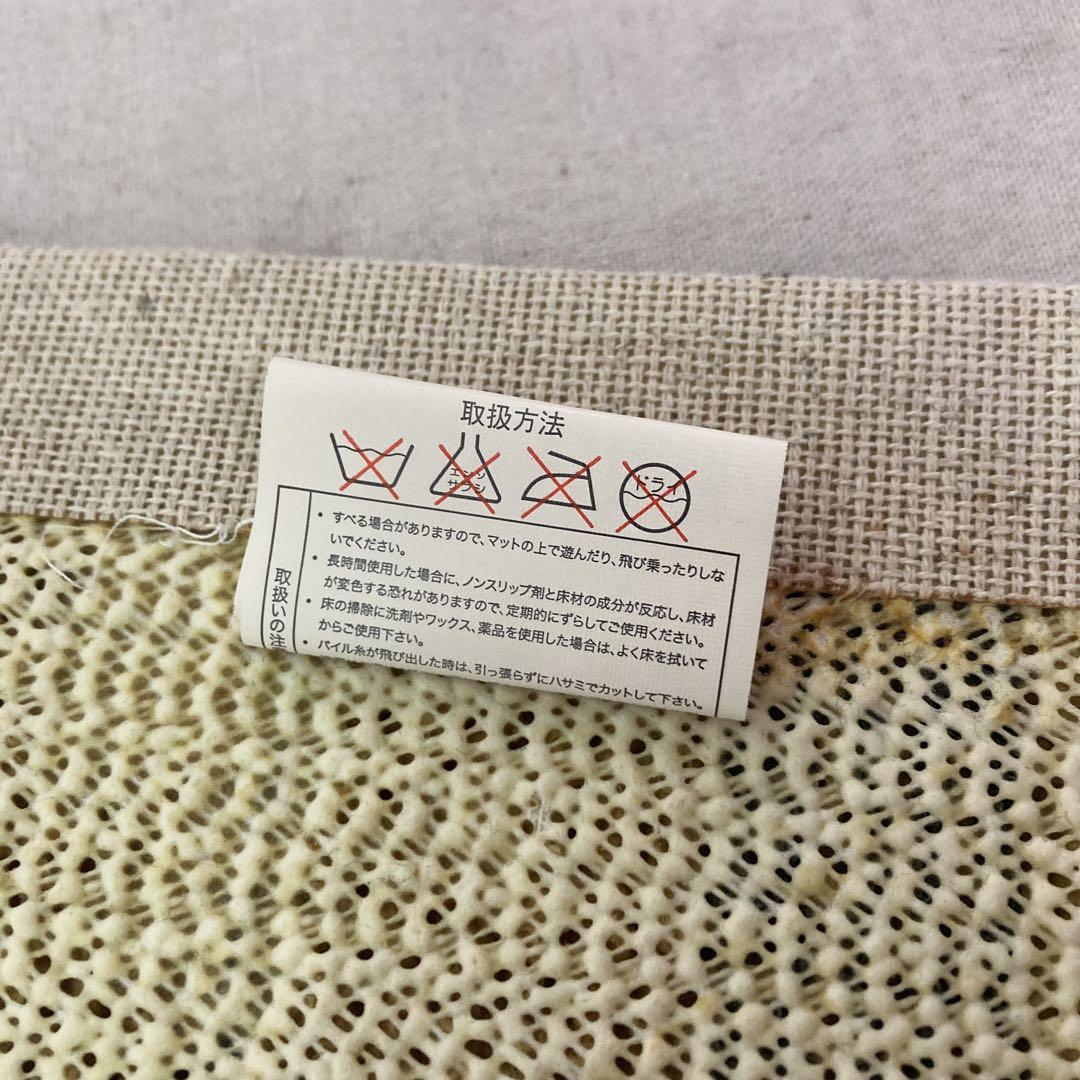 取扱方法
エンソ
サラシ
ドライ
取扱いの注
・すべる場合がありますので、マットの上で遊んだり、飛び乗ったりしな
いでください。
・長時間使用した場合に、ノンスリップ剤と床材の成分が反応し、床材
が変色する恐れがありますので、定期的にずらしてご使用ください。
・床の掃除に洗剤やワックス、薬品を使用した場合は、よく床を拭いて
からご使用下さい。
・パイル糸が飛び出した時は、引っ張らずにハサミでカットして下さい。